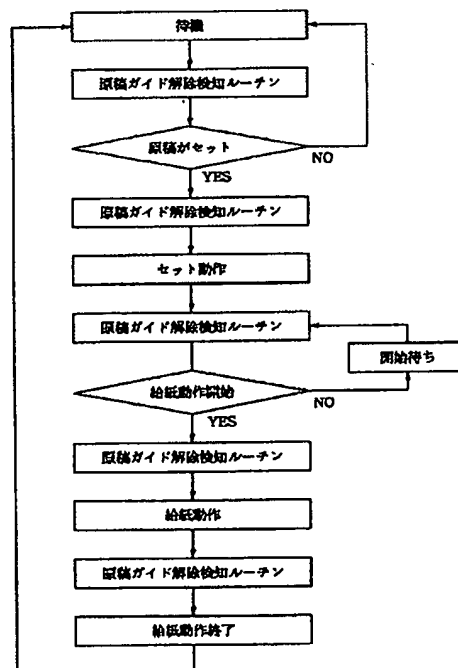 待機
原稿ガイド解除検知ルーチン
原稿がセット
NO
YES
原稿ガイド解除検知ルーチン
セット動作
原稿ガイド解除検知ルーチン
開始待ち
給紙動作開始
NO
YES
原稿ガイド解除検知ルーチン
給紙動作
原稿ガイド解除検知ルーチン
給紙動作終了